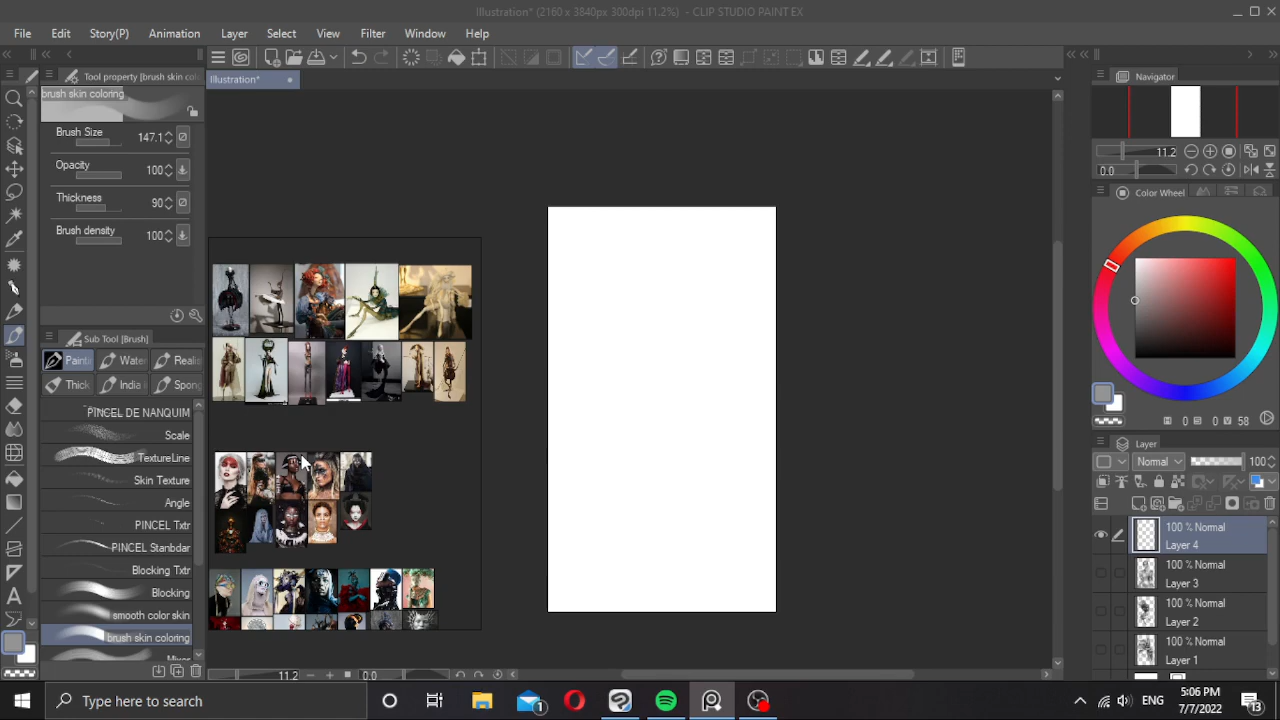 Illustration* (2160 x 3840px 300dpi 11.2%) - CLIP STUDIO PAINT EX
File Edit Story(P) Animation Layer Select View Filter Window Help
Tool property [brush skin col
Illustration*
Navigator
brush skin coloring
Brush Size 147.1
Opacity 100
Thickness 90
Brush density 100
11.2
0.0
Color Wheel
Sub Tool [Brush]
Painti Water Realis
Thick India i Spong
PINCEL DE NANQUIM
Scale
TextureLine
Skin Texture
Angle
PINCEL Txtr
PINCEL Stanbdar
Blocking Txtr
Blocking
smooth color skin
brush skin coloring
Mixer
0 0 V 58
Layer
Normal 100
100 % Normal
Layer 4
100 % Normal
Layer 3
100 % Normal
Layer 2
100 % Normal
Layer 1
11.2 0.0
Type here to search
1
ENG
5:06 PM
7/7/2022
13